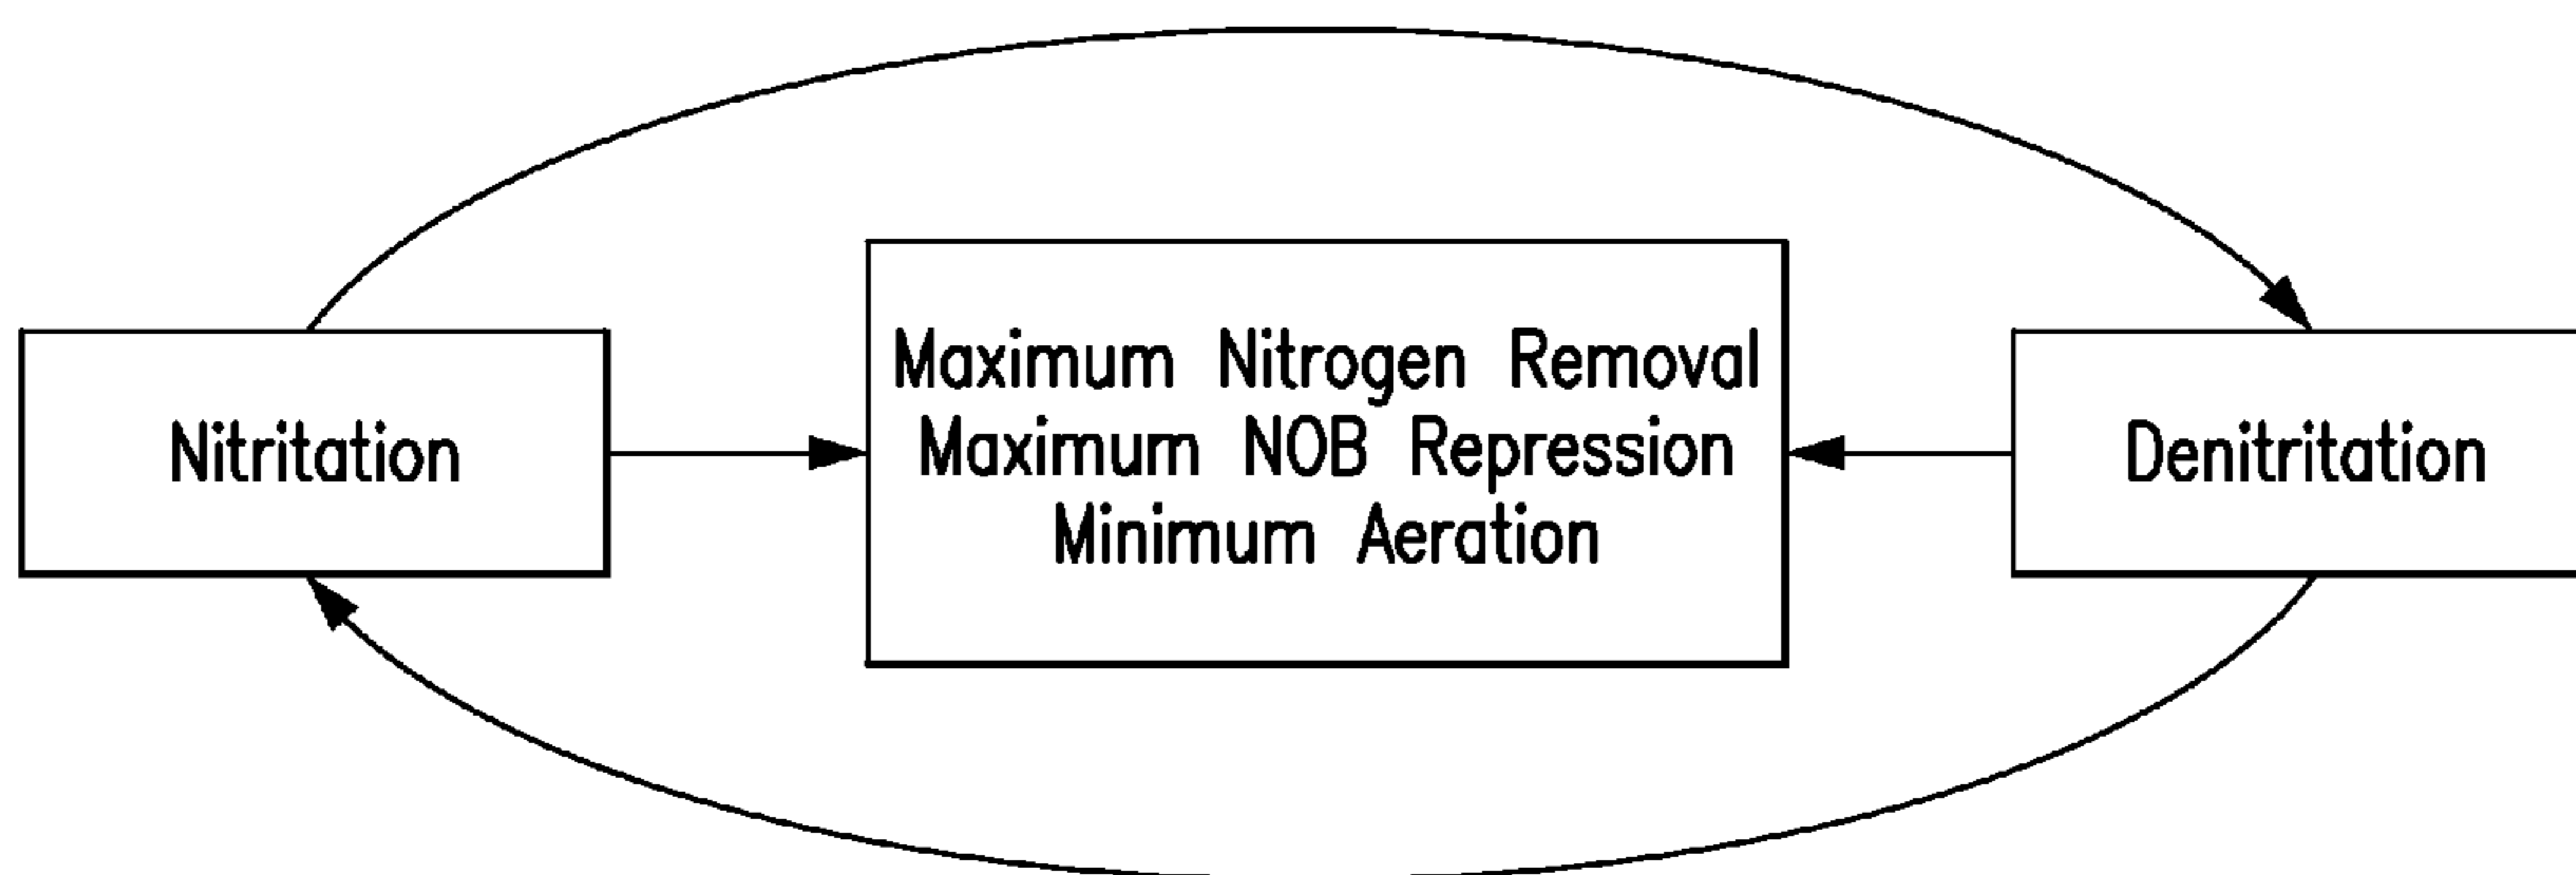 Nitritation
Maximum Nitrogen Removal
Maximum NOB Repression
Minimum Aeration
Denitritation